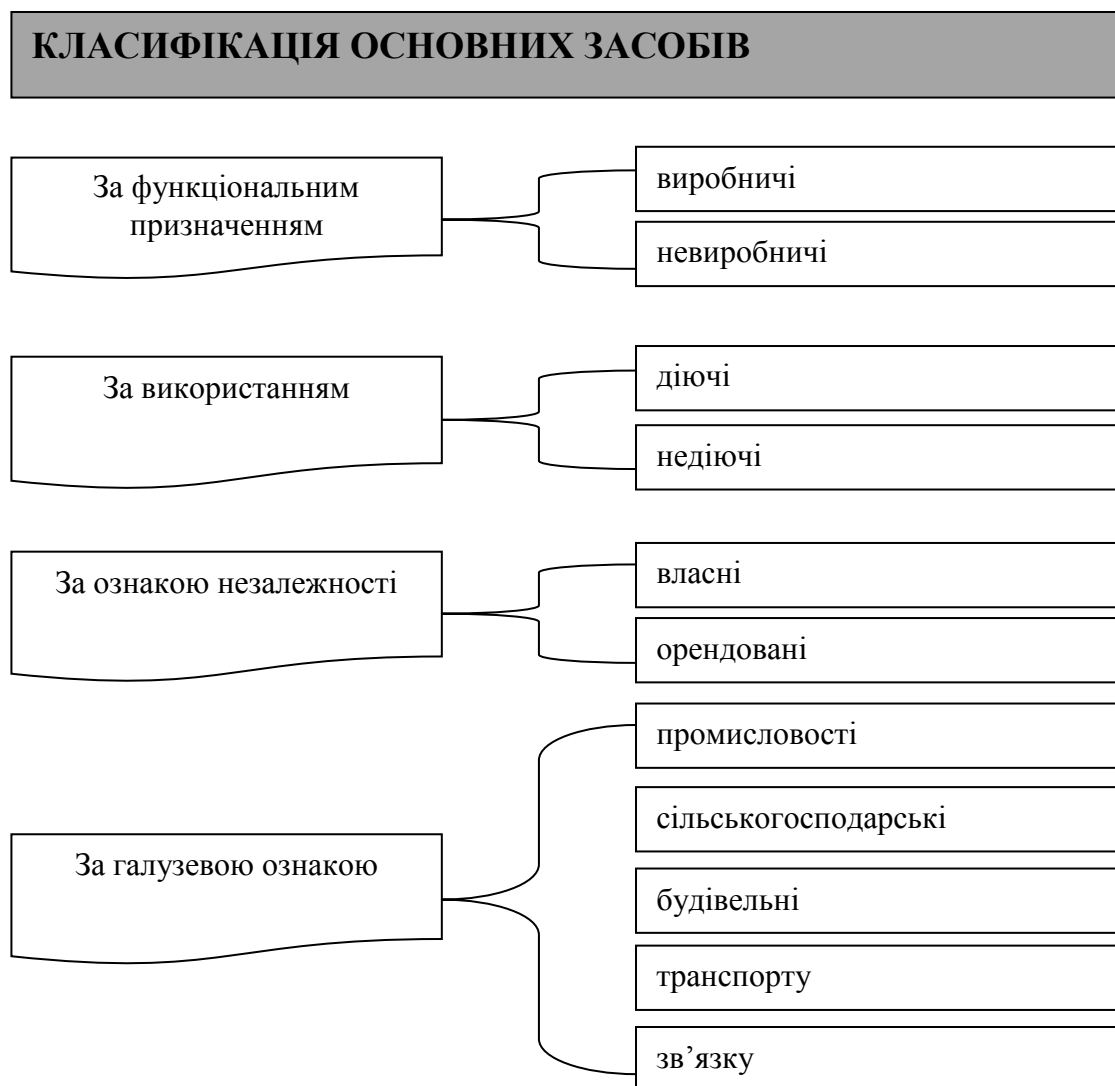 КЛАСИФІКАЦІЯ ОСНОВНИХ ЗАСОБІВ
За функціональним
призначенням
виробничі
невиробничі
За використанням
діючі
недіючі
За ознакою незалежності
власні
орендовані
За галузевою ознакою
промисловості
сільськогосподарські
будівельні
транспорту
зв’язку